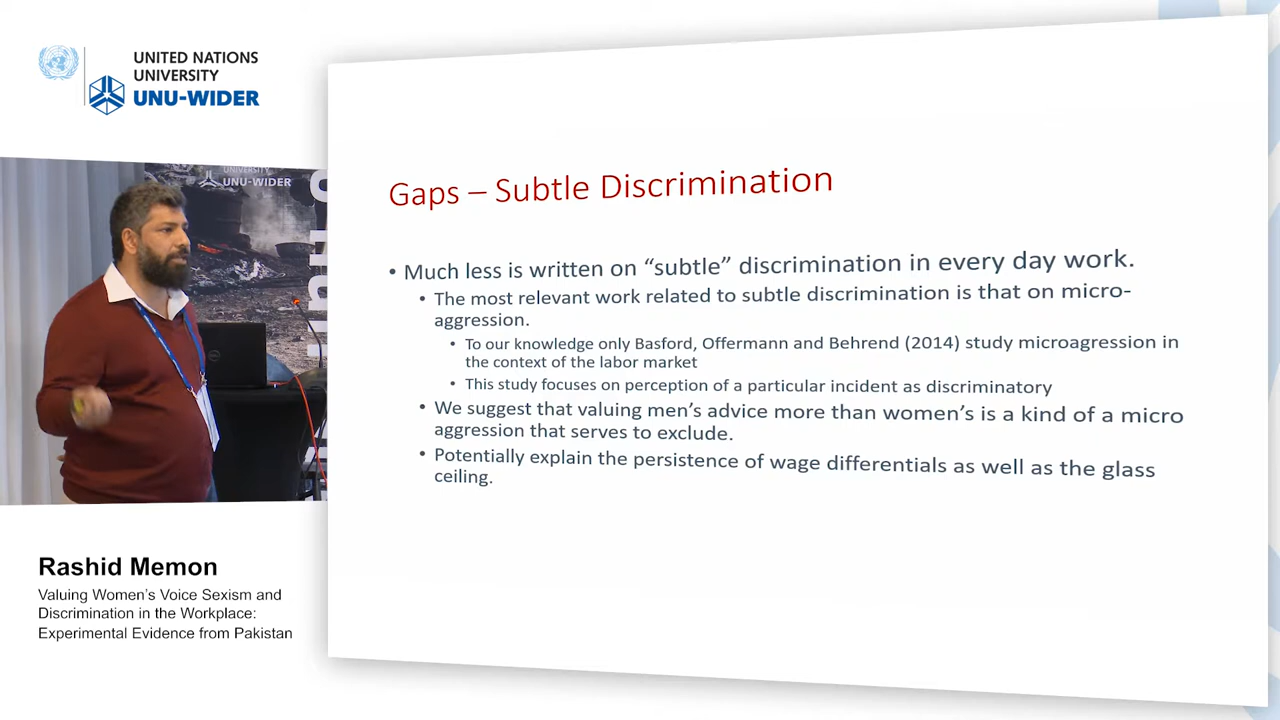 UNITED NATIONS
UNIVERSITY
UNU-WIDER
UNIVERSITY
UNU-WIDER
Gaps – Subtle Discrimination
• Much less is written on “subtle” discrimination in every day work.
• The most relevant work related to subtle discrimination is that on micro-
aggression.
• To our knowledge only Basford, Offermann and Behrend (2014) study microagression in
the context of the labor market
• This study focuses on perception of a particular incident as discriminatory
• We suggest that valuing men’s advice more than women’s is a kind of a micro
aggression that serves to exclude.
• Potentially explain the persistence of wage differentials as well as the glass
ceiling.
Rashid Memon
Valuing Women’s Voice Sexism and
Discrimination in the Workplace:
Experimental Evidence from Pakistan